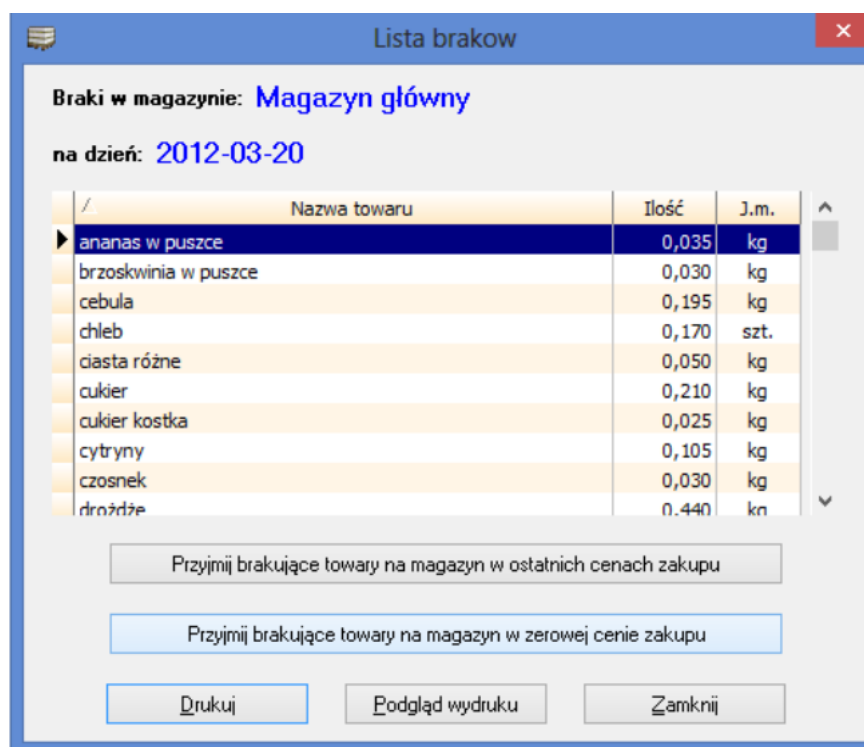 Lista brakow
Braki w magazynie: Magazyn główny
na dzień: 2012-03-20
Nazwa towaru Ilość J.m.
ananas w puszce 0,035 kg
brzoskwinia w puszce 0,030 kg
cebula 0,195 kg
chleb 0,170 szt.
ciasta różne 0,050 kg
cukier 0,210 kg
cukier kostka 0,025 kg
cytryny 0,105 kg
czosnek 0,030 kg
drożdże 0,440 kg
Przyjmij brakujące towary na magazyn w ostatnich cenach zakupu
Przyjmij brakujące towary na magazyn w zerowej cenie zakupu
Drukuj Podgląd wydruku Zamknij